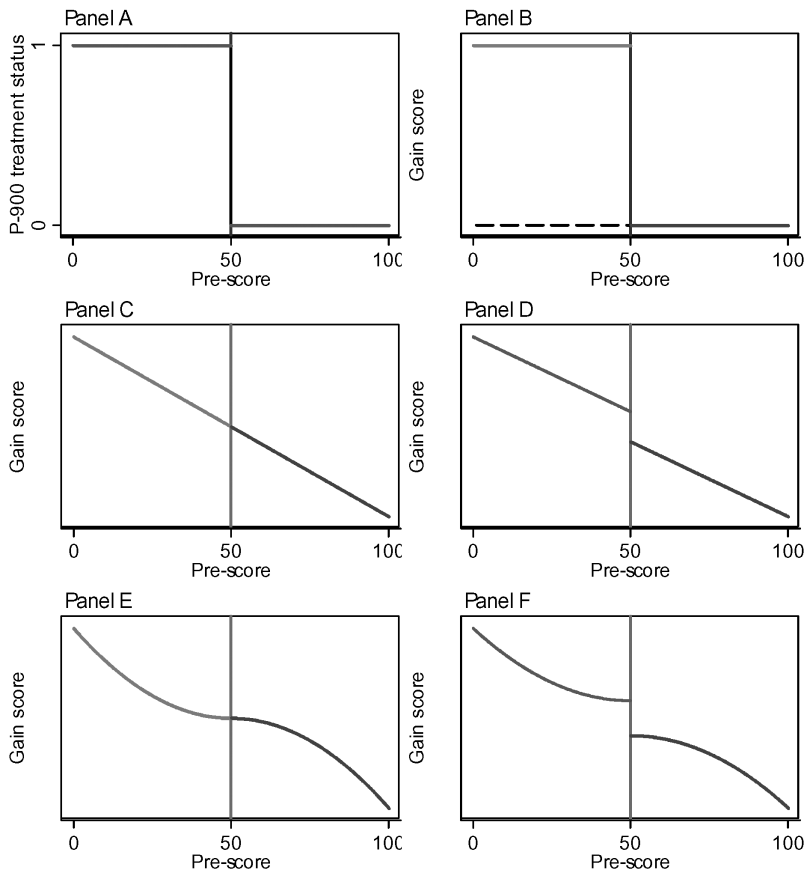 Panel A
P-900 treatment status
1
0
0 50 100
Pre-score
Panel B
Gain score
0 50 100
Pre-score
Panel C
Gain score
0 50 100
Pre-score
Panel D
Gain score
0 50 100
Pre-score
Panel E
Gain score
0 50 100
Pre-score
Panel F
Gain score
0 50 100
Pre-score